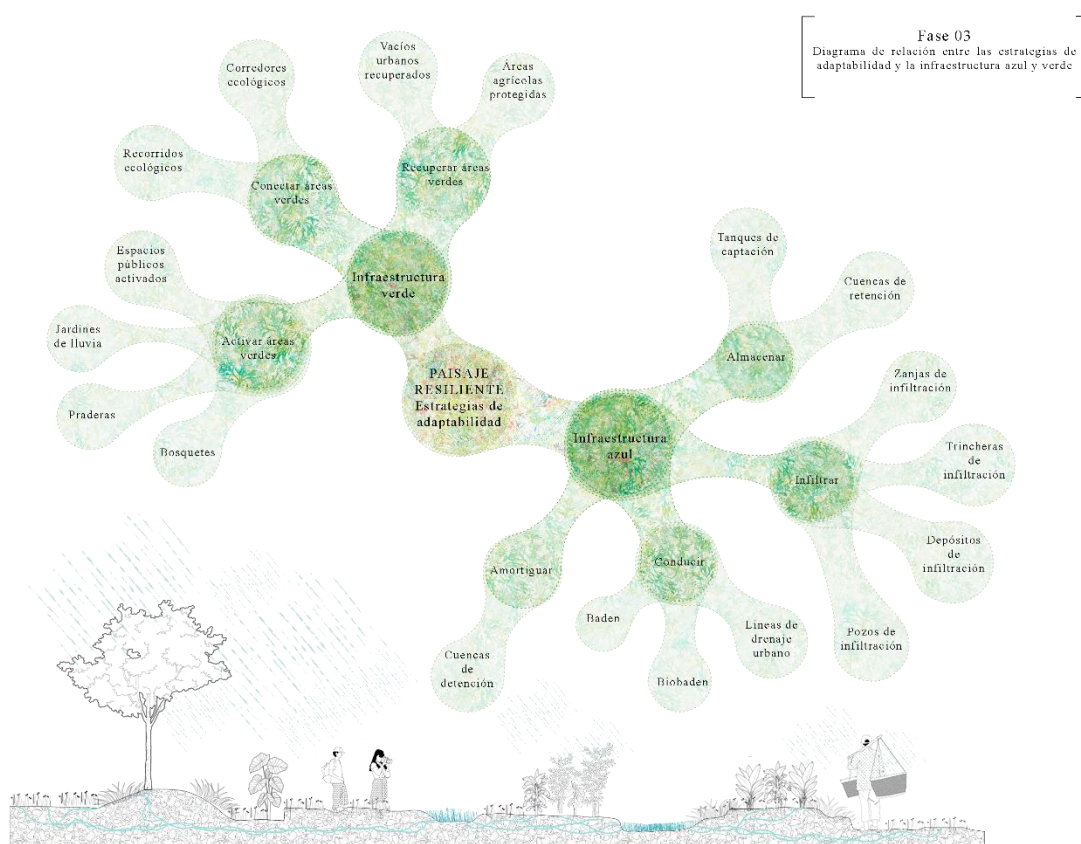 Fase 03
Diagrama de relación entre las estrategias de
adaptabilidad y la infraestructura azul y verde
Vacíos
urbanos
recuperados
Corredores
ecológicos
Áreas
agrícolas
protegidas
Recorridos
ecológicos
Recuperar áreas
verdes
Conectar áreas
verdes
Espacios
públicos
activados
Infraestructura
verde
Jardines
de lluvia
Activar áreas
verdes
Praderas
Bosquetes
PAISAJE
RESILIENTE
Estrategias de
adaptabilidad
Tanques de
captación
Cuencas de
retención
Almacenar
Zanjas de
infiltración
Infraestructura
azul
Trincheras
de
infiltración
Infiltrar
Depósitos
de
infiltración
Amortiguar
Conducir
Baden
Lineas de
drenaje
urbano
Pozos de
infiltración
Cuencas
de
detención
Biobaden